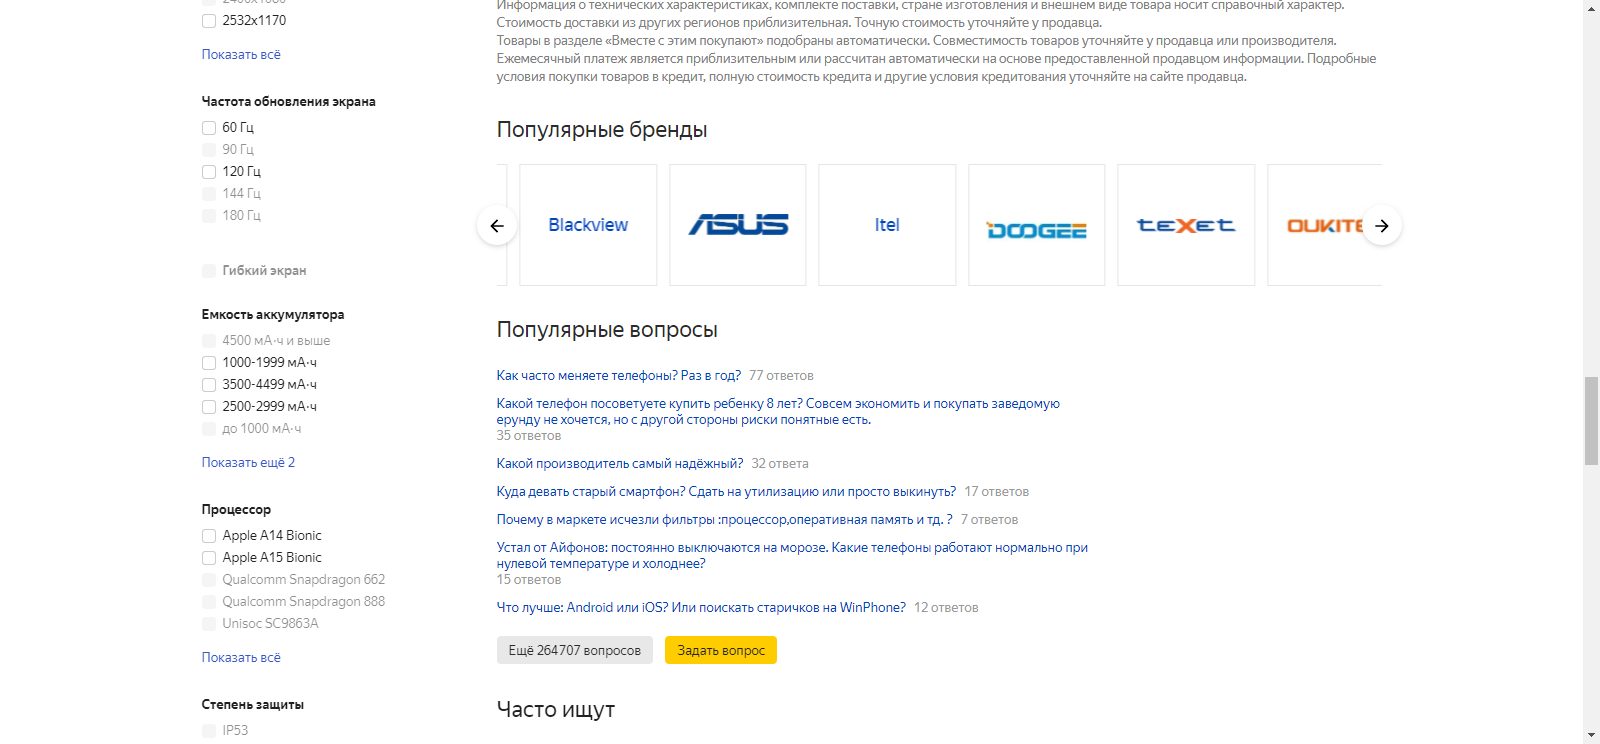 2532x1170
Показать всё
Частота обновления экрана
60 Гц
90 Гц
120 Гц
144 Гц
180 Гц
Гибкий экран
Емкость аккумулятора
4500 мА·ч и выше
1000-1999 мА·ч
3500-4499 мА·ч
2500-2999 мА·ч
до 1000 мА·ч
Показать ещё 2
Процессор
Apple A14 Bionic
Apple A15 Bionic
Qualcomm Snapdragon 662
Qualcomm Snapdragon 888
Unisoc SC9863A
Показать всё
Степень защиты
IP53
Информация о технических характеристиках, комплекте поставки, стране изготовления и внешнем виде товара носит справочный характер.
Стоимость доставки из других регионов приблизительная. Точную стоимость уточняйте у продавца.
Товары в разделе «Вместе с этим покупают» подобраны автоматически. Совместимость товаров уточняйте у продавца или производителя.
Ежемесячный платеж является приблизительным или рассчитан автоматически на основе предоставленной продавцом информации. Подробные
условия покупки товаров в кредит, полную стоимость кредита и другие условия кредитования уточняйте на сайте продавца.
Популярные бренды
Blackview
ASUS
Itel
DOOGEE
teXet
OUKITE
Популярные вопросы
Как часто меняете телефоны? Раз в год? 77 ответов
Какой телефон посоветуете купить ребенку 8 лет? Совсем экономить и покупать заведомую
ерунду не хочется, но с другой стороны риски понятные есть.
35 ответов
Какой производитель самый надёжный? 32 ответа
Куда девать старый смартфон? Сдать на утилизацию или просто выкинуть? 17 ответов
Почему в маркете исчезли фильтры :процессор,оперативная память и тд. ? 7 ответов
Устал от Айфонов: постоянно выключаются на морозе. Какие телефоны работают нормально при
нулевой температуре и холоднее?
15 ответов
Что лучше: Android или iOS? Или поискать старичков на WinPhone? 12 ответов
Ещё 264707 вопросов
Задать вопрос
Часто ищут